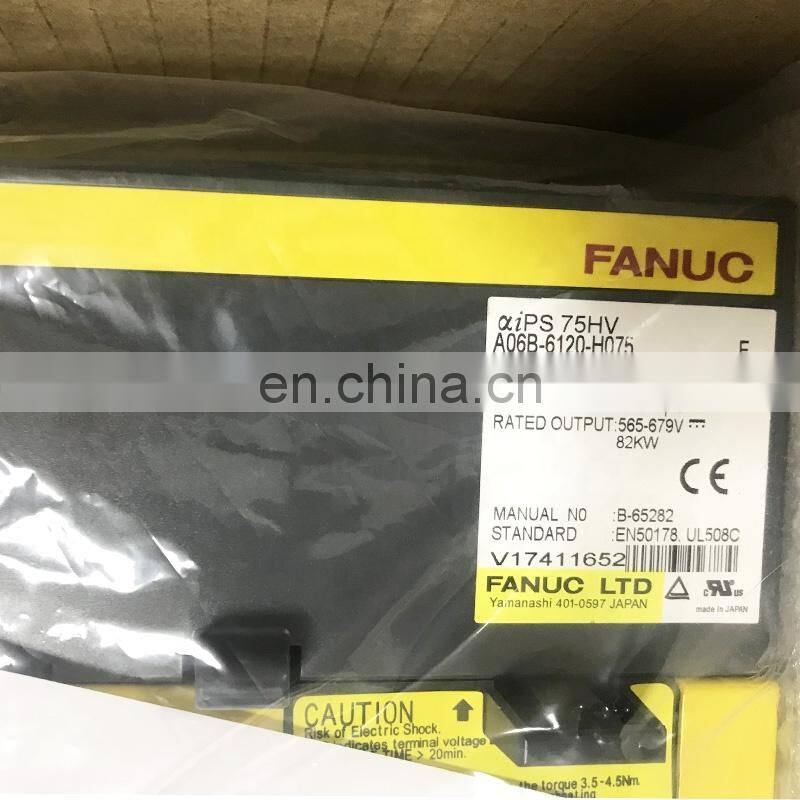 FANUC
αiPS 75HV
A06B-6120-H075 F
en.china.cn
RATED OUTPUT:565-679V
82KW
CE
MANUAL NO :B-65282
STANDARD :EN50178, UL508C
V17411652
FANUC LTD
Yamanashi 401-0597 JAPAN
c UR us
made in JAPAN
CAUTION
Risk of Electric Shock.
indicates terminal voltage
TIME > 20min.
the torque 3.5-4.5Nm.